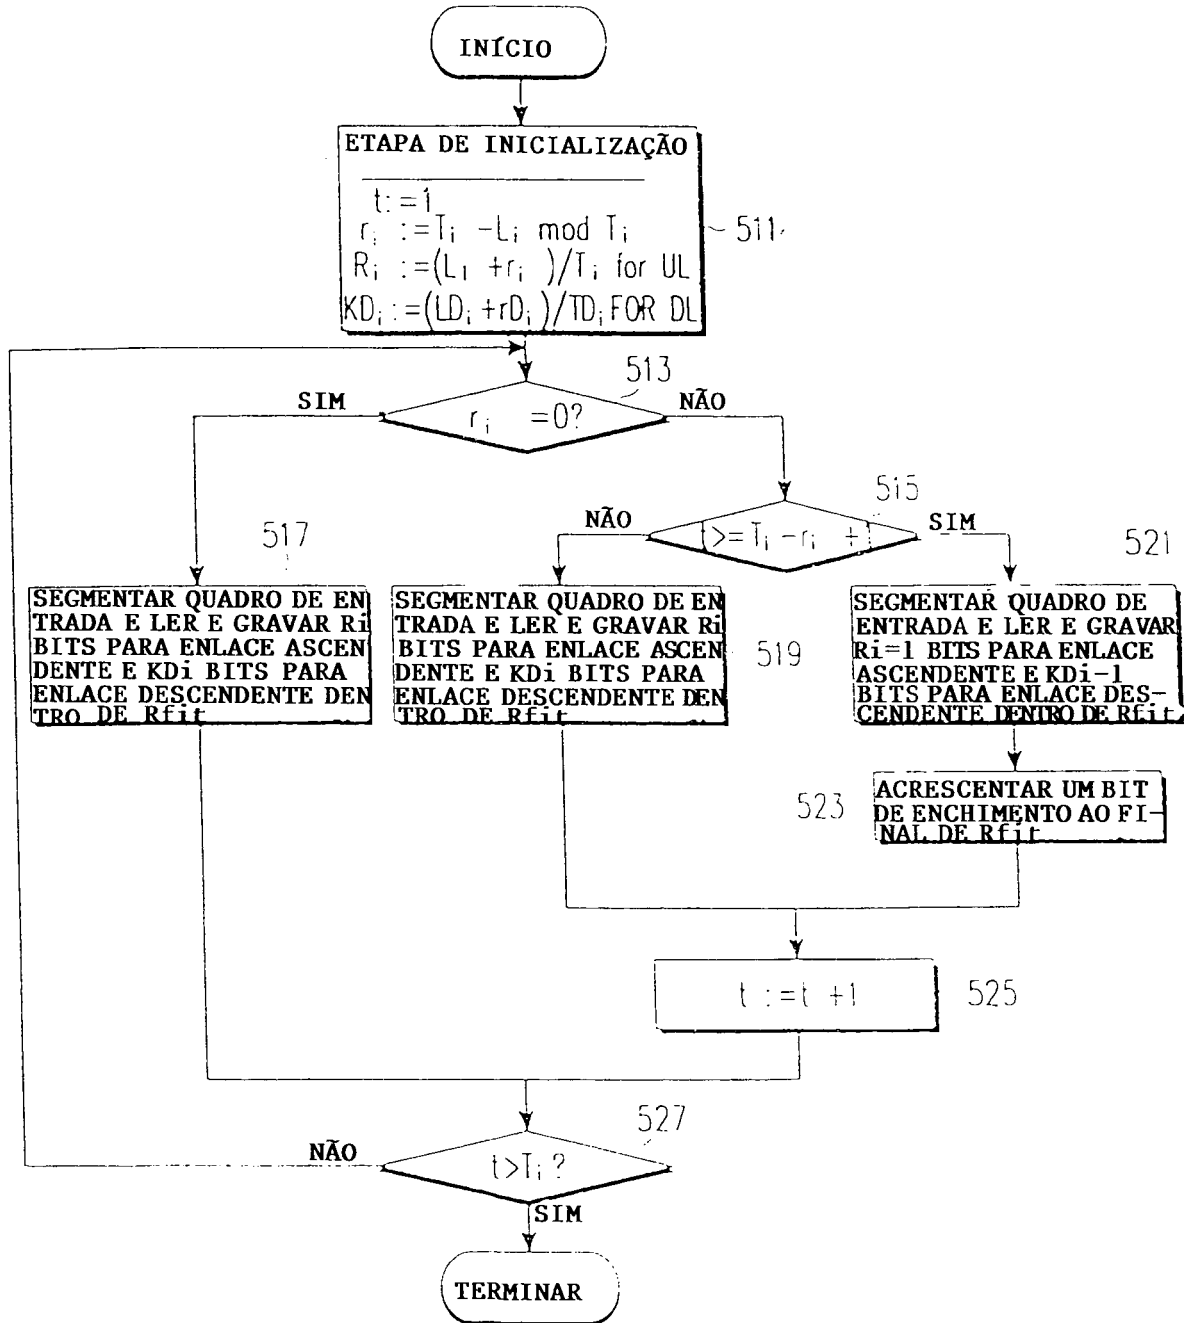 INÍCIO
ETAPA DE INICIALIZAÇÃO
t:=1
ri :=Ti -Li mod Ti
Ri :=(Li +ri )/Ti for UL
KDi :=(LDi +rDi )/TDi FOR DL
511
513
SIM
ri =0?
NÃO
515
NÃO
>=Ti -ri +
SIM
517
SEGMENTAR QUADRO DE EN
TRADA E LER E GRAVAR Ri
BITS PARA ENLACE ASCEN
DENTE E KDi BITS PARA
ENLACE DESCENDENTE DEN
TRO DE Rfit
SEGMENTAR QUADRO DE EN
TRADA E LER E GRAVAR Ri
BITS PARA ENLACE ASCEN
DENTE E KDi BITS PARA
ENLACE DESCENDENTE DEN
TRO DE Rfit
519
521
SEGMENTAR QUADRO DE
ENTRADA E LER E GRAVAR
Ri=1 BITS PARA ENLACE
ASCENDENTE E KDi-1
BITS PARA ENLACE DES-
CENDENTE DENTRO DE Rfit
523
ACRESCENTAR UM BIT
DE ENCHIMENTO AO FI-
NAL DE Rfit
t :=t +1
525
527
NÃO
t>Ti ?
SIM
TERMINAR